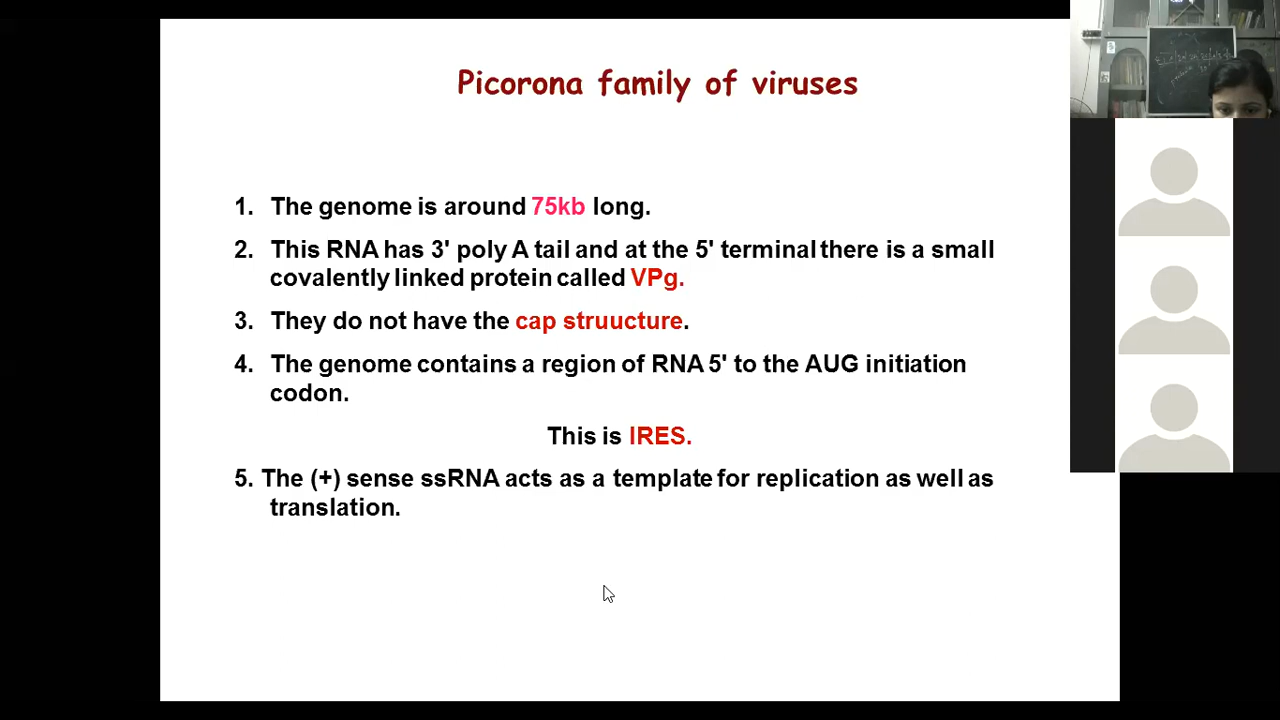 Picorona family of viruses
1. The genome is around 75kb long.
2. This RNA has 3' poly A tail and at the 5' terminal there is a small
covalently linked protein called VPg.
3. They do not have the cap struucture.
4. The genome contains a region of RNA 5' to the AUG initiation
codon.
This is IRES.
5. The (+) sense ssRNA acts as a template for replication as well as
translation.